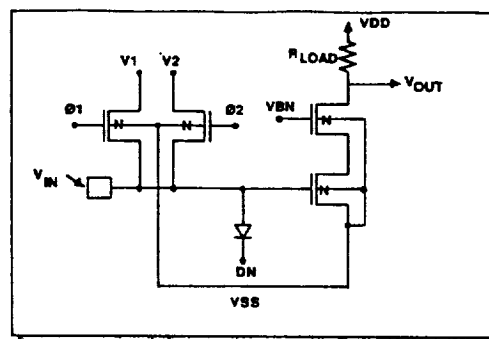 VDD
V1 V2 RLOAD
VOUT
Ø1 N N Ø2 VBN N
VIN N
DN
VSS